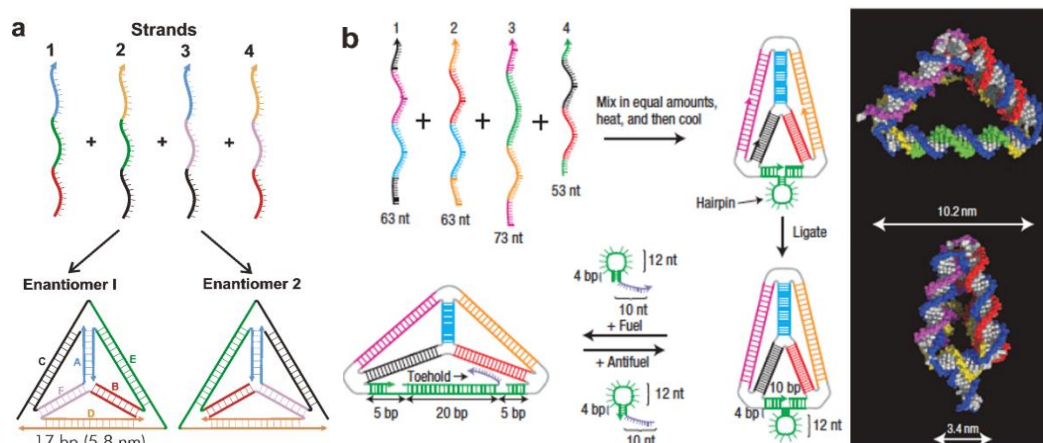 a
Strands
1 2 3 4
+ + +
Enantiomer I Enantiomer 2
C A E
F B
D
17 bp (5.8 nm)
b
1 2 3 4
+ + +
63 nt 63 nt 73 nt 53 nt
Mix in equal amounts,
heat, and then cool
Hairpin
Ligate
4 bp 12 nt
10 nt
+ Fuel
+ Antifuel
12 nt
4 bp
10 nt
Toehold
5 bp 20 bp 5 bp
10 bp
4 bp 12 nt
10.2 nm
3.4 nm